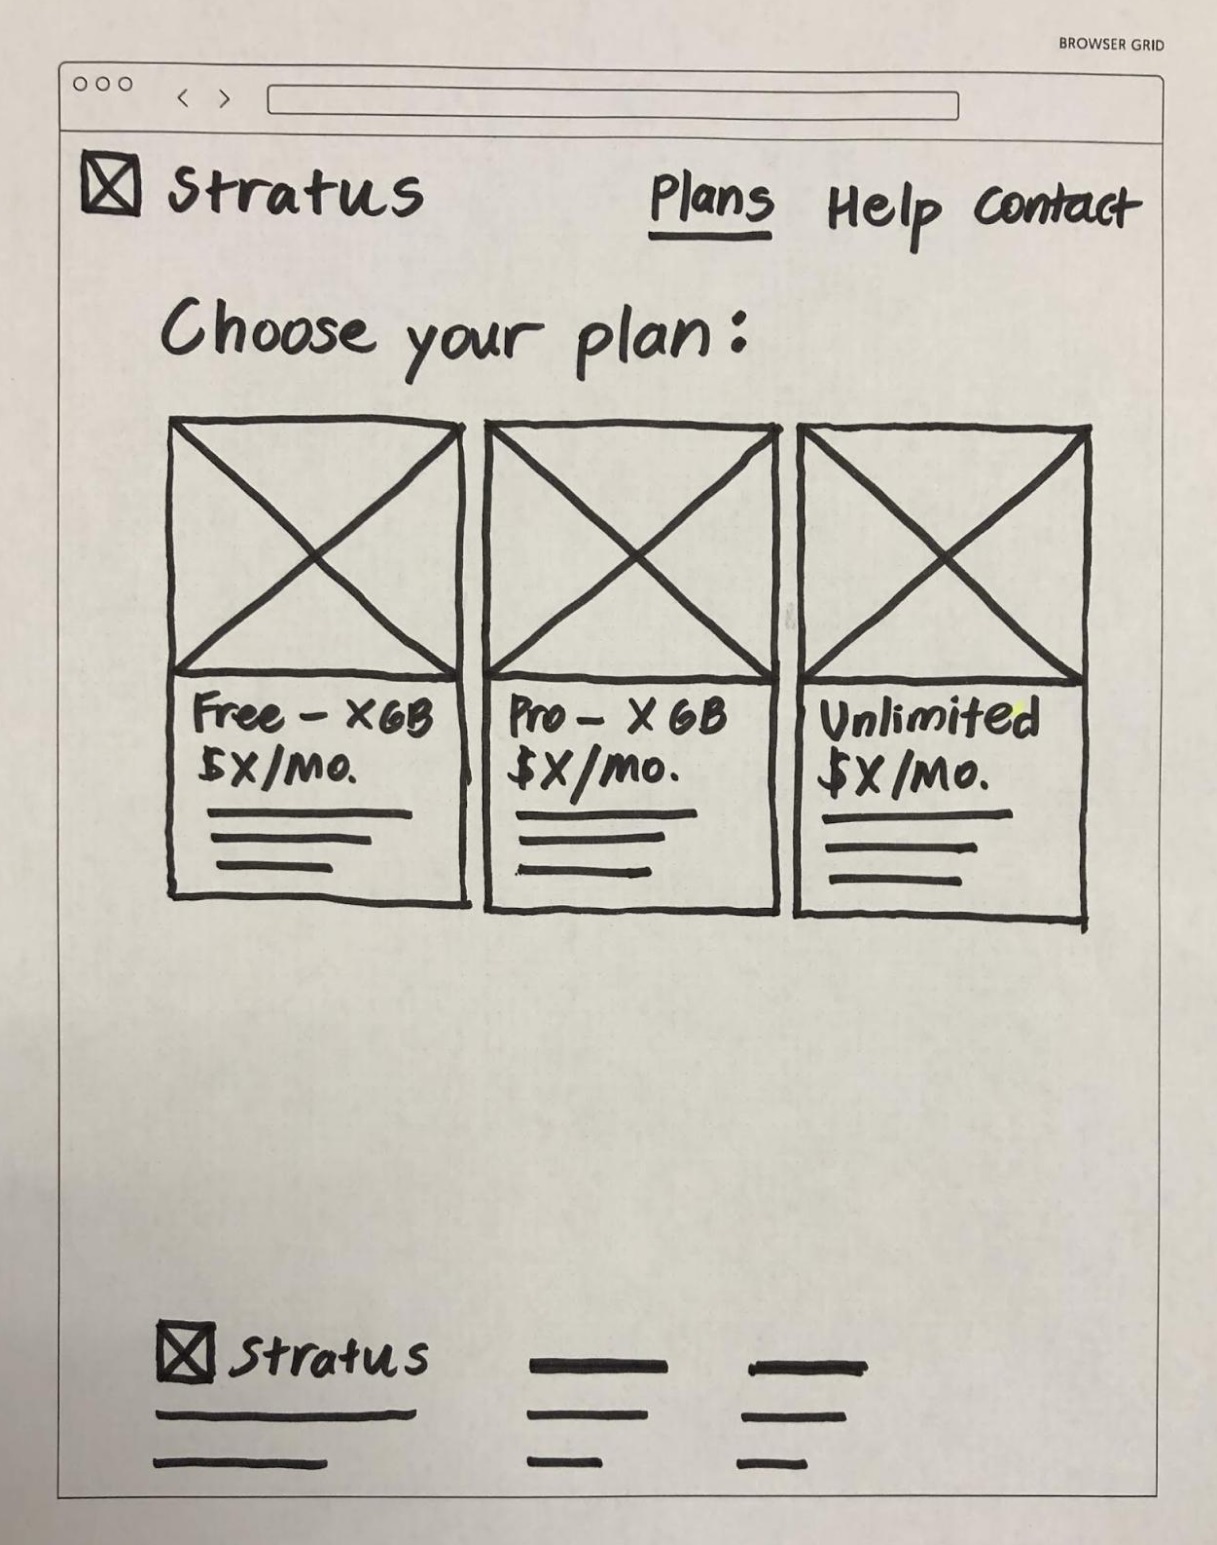 BROWSER GRID
Stratus Plans Help Contact
Choose your plan:
Free - X GB
$X/Mo.
Pro - X GB
$X/Mo.
Unlimited
$X/Mo.
Stratus